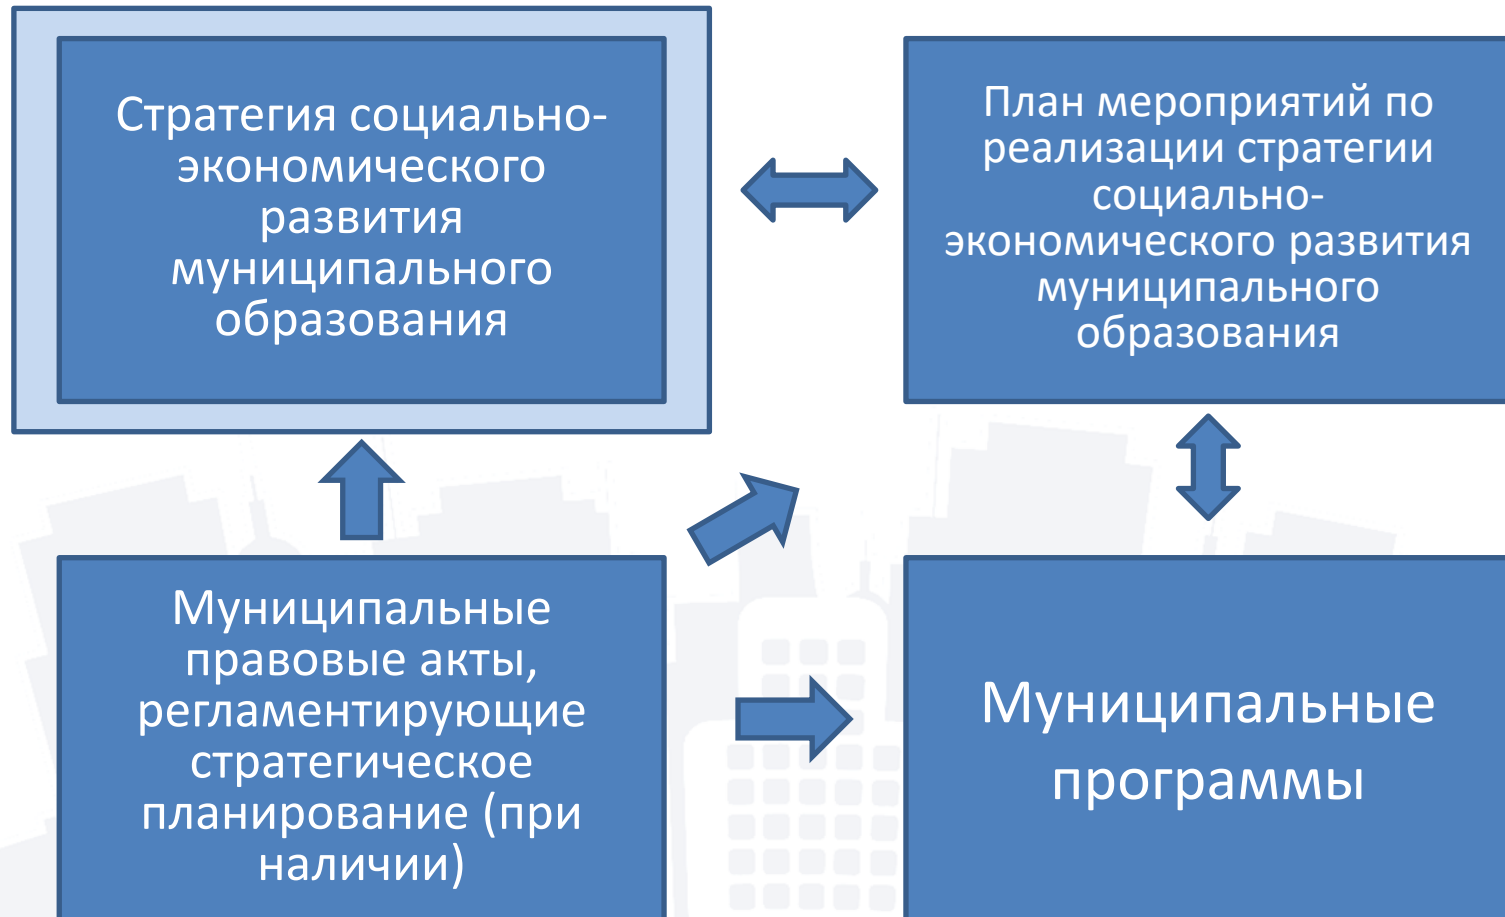 Стратегия социально-
экономического
развития
муниципального
образования
План мероприятий по
реализации стратегии
социально-
экономического развития
муниципального
образования
Муниципальные
правовые акты,
регламентирующие
стратегическое
планирование (при
наличии)
Муниципальные
программы